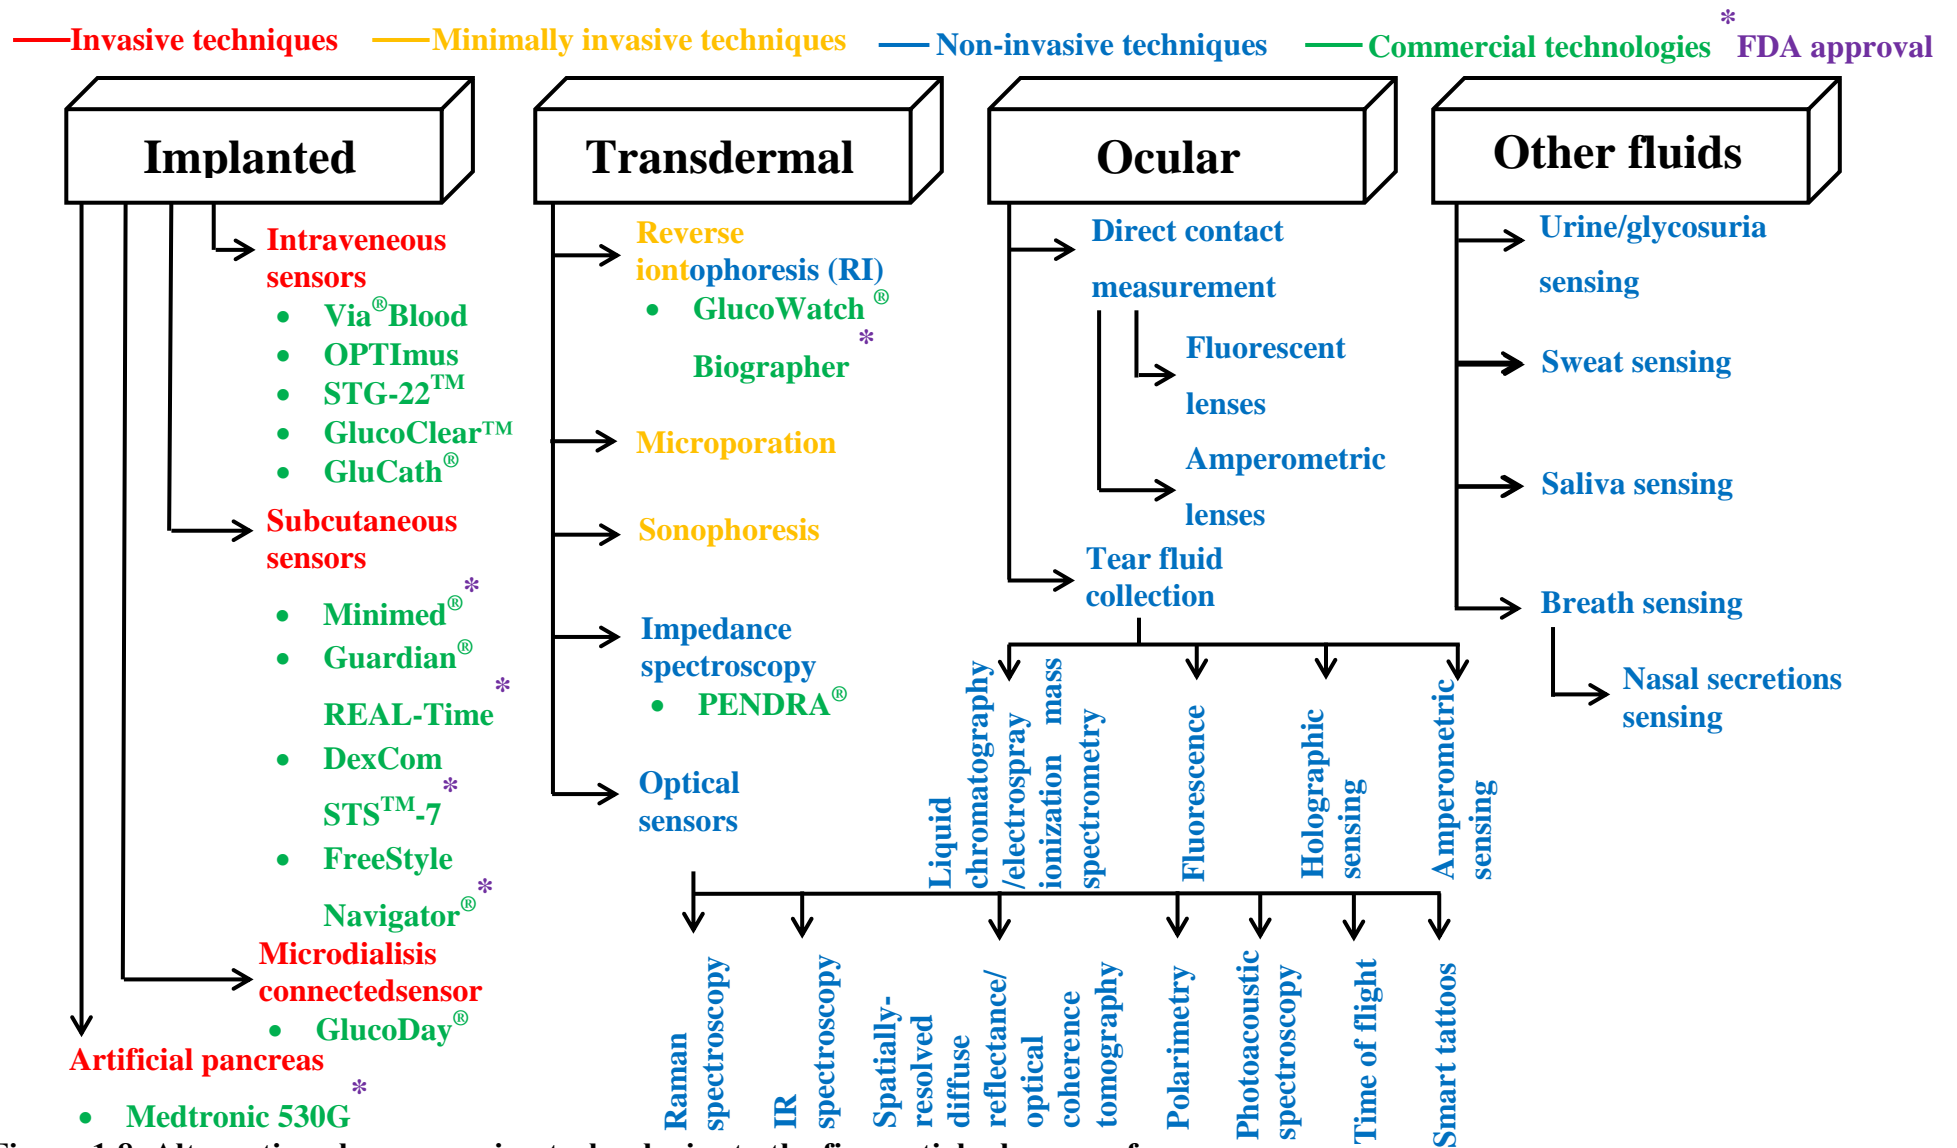 Invasive techniques
Minimally invasive techniques
Non-invasive techniques
Commercial technologies
*FDA approval
Implanted
Intraveneous
sensors
• Via®Blood
• OPTImus
• STG-22TM
• GlucoClear™
• GluCath®
Subcutaneous
sensors
• Minimed®*
• Guardian®
REAL-Time*
• DexCom
STSTM-7*
• FreeStyle
Navigator®*
Microdialisis
connectedsensor
• GlucoDay®
Artificial pancreas
• Medtronic 530G*
Transdermal
Reverse
iontophoresis (RI)
• GlucoWatch®
Biographer*
Microporation
Sonophoresis
Impedance
spectroscopy
• PENDRA®
Optical
sensors
Raman
spectroscopy
IR
spectroscopy
Spatially-
resolved
diffuse
reflectance/
optical
coherence
tomography
Polarimetry
Photoacoustic
spectroscopy
Time of flight
Smart tattoos
Ocular
Direct contact
measurement
Fluorescent
lenses
Amperometric
lenses
Tear fluid
collection
Liquid
chromatography
/electrospray
ionization mass
spectrometry
Fluorescence
Holographic
sensing
Amperometric
sensing
Other fluids
Urine/glycosuria
sensing
Sweat sensing
Saliva sensing
Breath sensing
Nasal secretions
sensing